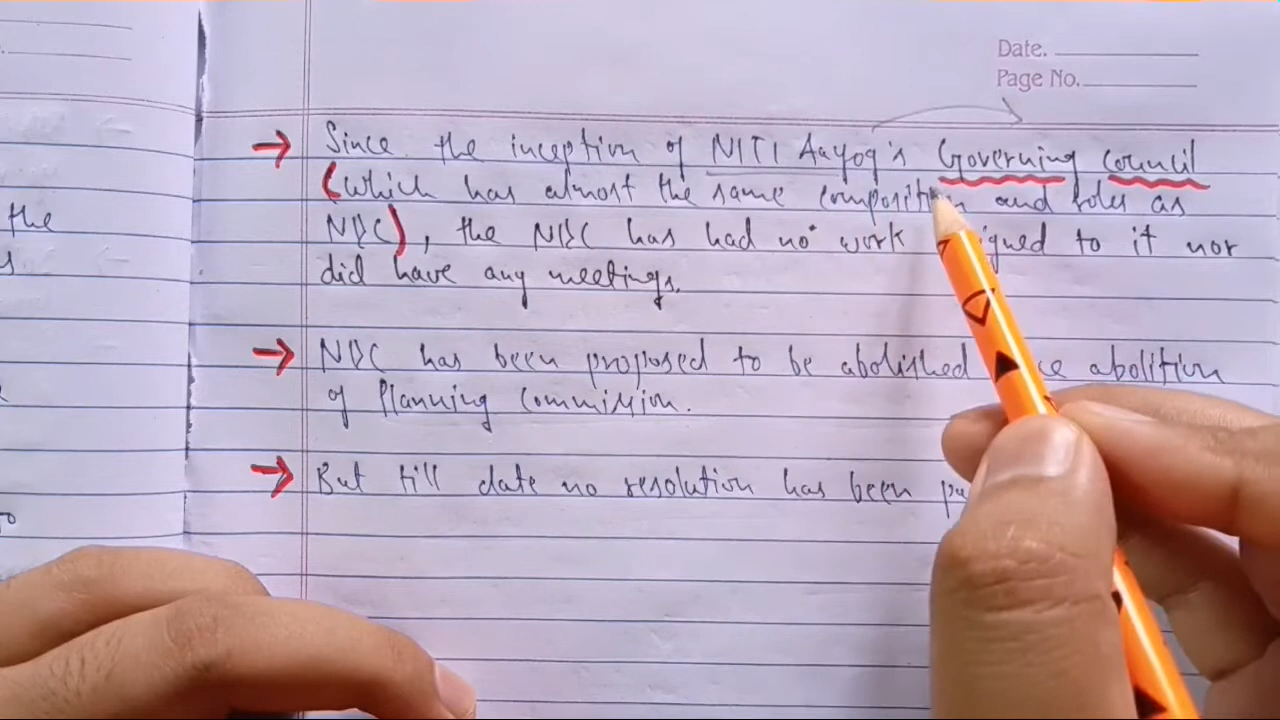 Date.
Page No.
→ Since the inception of NITI Aayog's Governing Council
(which has almost the same composition and roles as
NDC), the NDC has had no work to it nor
did have any meetings.
→ NDC has been proposed to be abolished abolition
of Planning Commission.
→ But till date no resolution has been
the